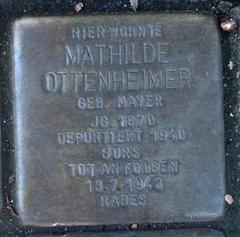 HIER WOHNTE
MATHILDE
OTTENHEIMER
GEB. MAYER
JG. 1870
DEPORTIERT 1940
GURS
TOT AN FOLGEN
19.7.1943
RABES